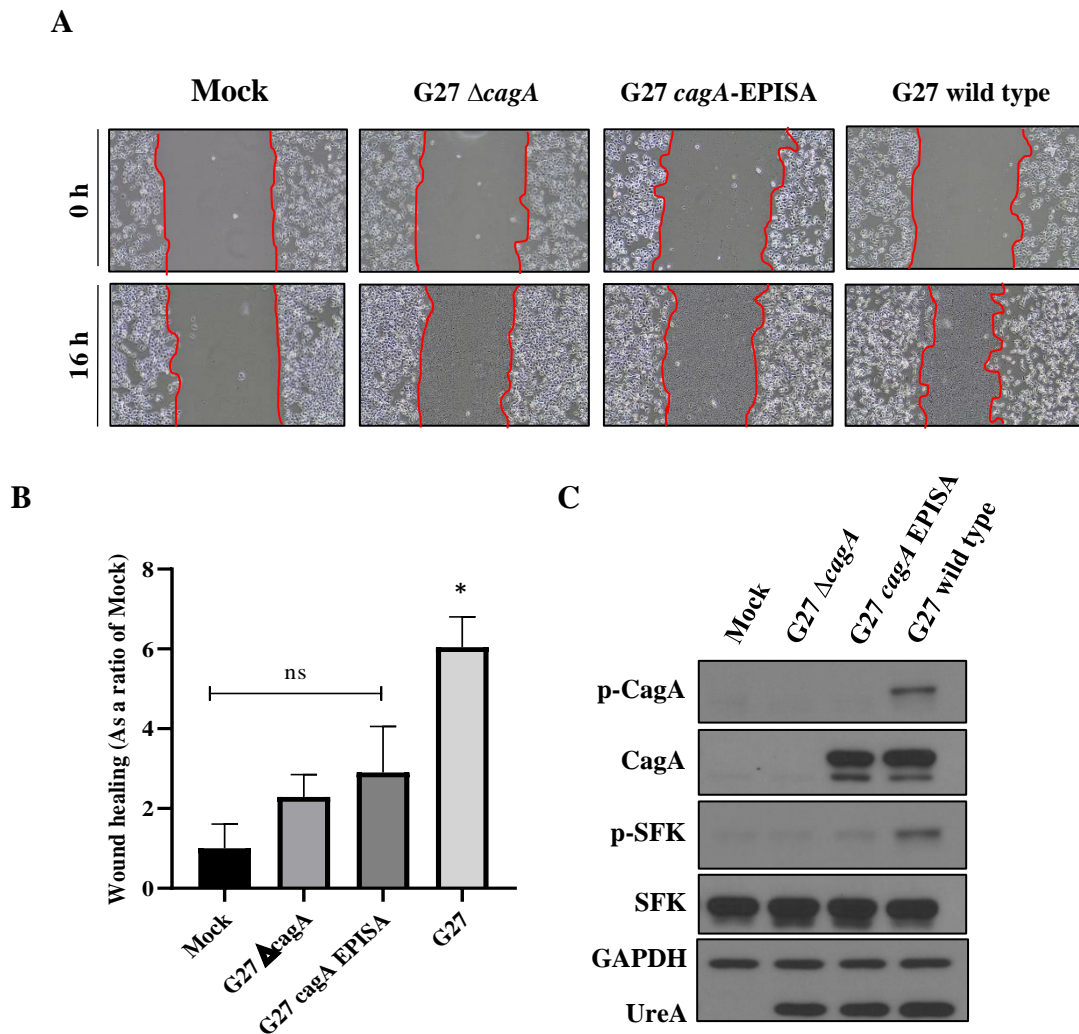 A
Mock
G27 ΔcagA
G27 cagA-EPISA
G27 wild type
0 h
16 h
B
Wound healing (As a ratio of Mock)
8
6
4
2
0
ns
*
Mock
G27 ▲cagA
G27 cagA EPISA
G27
C
Mock
G27 ΔcagA
G27 cagA EPISA
G27 wild type
p-CagA
CagA
p-SFK
SFK
GAPDH
UreA